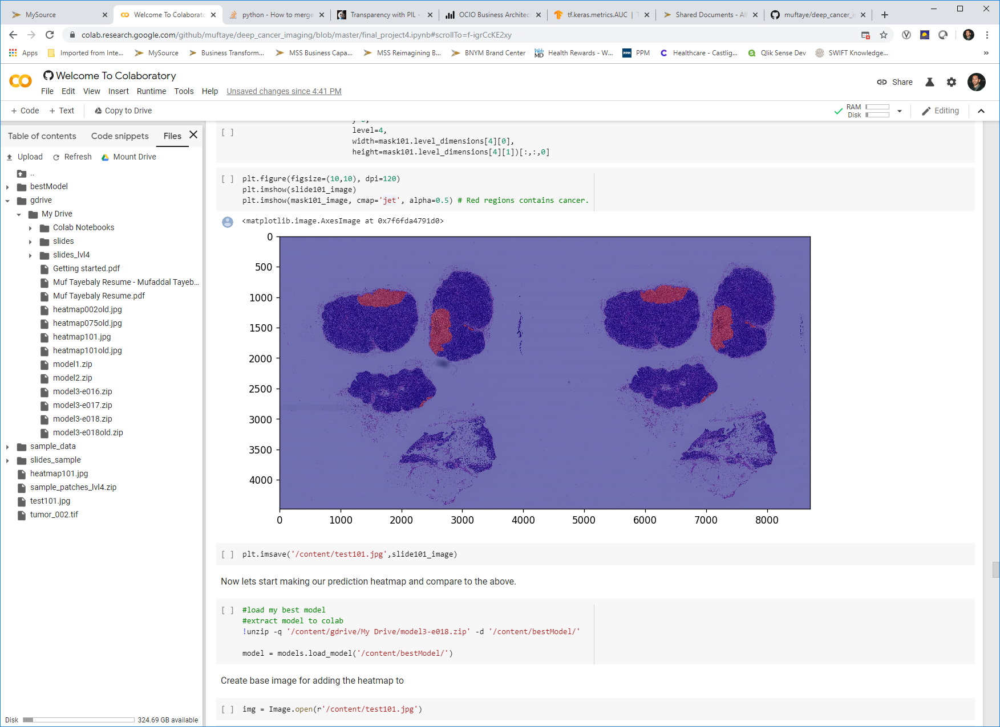 MySource
Welcome To Colaborato
python - How to merge
Transparency with PIL -
OCIO Business Architect
tf.keras.metrics.AUC | T
Shared Documents - All
muftaye/deep_cancer_i
colab.research.google.com/github/muftaye/deep_cancer_imaging/blob/master/final_project4.ipynb#scrollTo=f-igrCcKE2xy
Apps
Imported from Inte...
MySource
Business Transform...
MSS Business Capa...
MSS Reimagining B...
BNYM Brand Center
Health Rewards - W...
PPM
PPM
Healthcare - Castlig...
Qlik Sense Dev
SWIFT Knowledge...
»
Welcome To Colaboratory
File Edit View Insert Runtime Tools Help Unsaved changes since 4:41 PM
Share
+ Code + Text Copy to Drive
RAM
Disk
Editing
Table of contents Code snippets Files
Upload Refresh Mount Drive
..
bestModel
gdrive
My Drive
Colab Notebooks
slides
slides_lvl4
Getting started.pdf
Muf Tayebaly Resume - Mufaddal Tayeb...
Muf Tayebaly Resume.pdf
heatmap002old.jpg
heatmap075old.jpg
heatmap101.jpg
heatmap101old.jpg
model1.zip
model2.zip
model3-e016.zip
model3-e017.zip
model3-e018.zip
model3-e018old.zip
sample_data
slides_sample
heatmap101.jpg
sample_patches_lvl4.zip
test101.jpg
tumor_002.tif
Disk 324.69 GB available
[ ] level=4,
width=mask101.level_dimensions[4][0],
height=mask101.level_dimensions[4][1])[:,:,0]
[ ] plt.figure(figsize=(10,10), dpi=120)
plt.imshow(slide101_image)
plt.imshow(mask101_image, cmap='jet', alpha=0.5) # Red regions contains cancer.
<matplotlib.image.AxesImage at 0x7f6fda4791d0>
0
500
1000
1500
2000
2500
3000
3500
4000
0 1000 2000 3000 4000 5000 6000 7000 8000
[ ] plt.imsave('/content/test101.jpg',slide101_image)
Now lets start making our prediction heatmap and compare to the above.
[ ] #load my best model
#extract model to colab
!unzip -q '/content/gdrive/My Drive/model3-e018.zip' -d '/content/bestModel/'
model = models.load_model('/content/bestModel/')
Create base image for adding the heatmap to
[ ] img = Image.open(r'/content/test101.jpg')